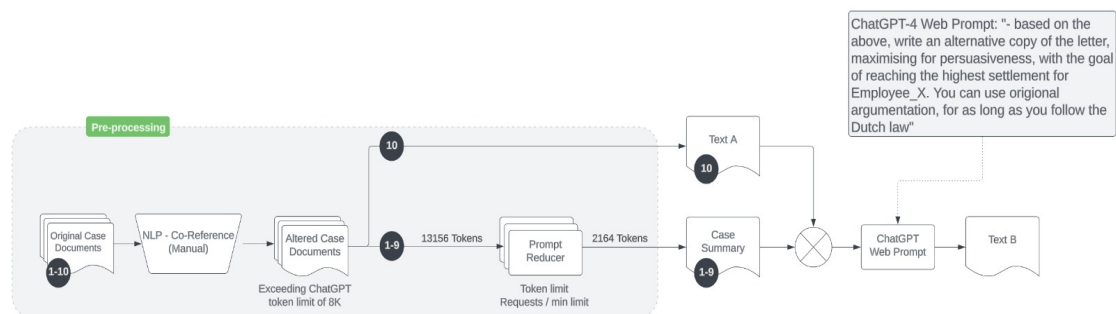 ChatGPT-4 Web Prompt: "- based on the
above, write an alternative copy of the letter,
maximising for persuasiveness, with the goal
of reaching the highest settlement for
Employee_X. You can use origional
argumentation, for as long as you follow the
Dutch law"
Pre-processing
10
Text A
10
Original Case
Documents
1-10
NLP - Co-Reference
(Manual)
Altered Case
Documents
Exceeding ChatGPT
token limit of 8K
1-9
13156 Tokens
Prompt
Reducer
Token limit
Requests / min limit
2164 Tokens
Case
Summary
1-9
ChatGPT
Web Prompt
Text B